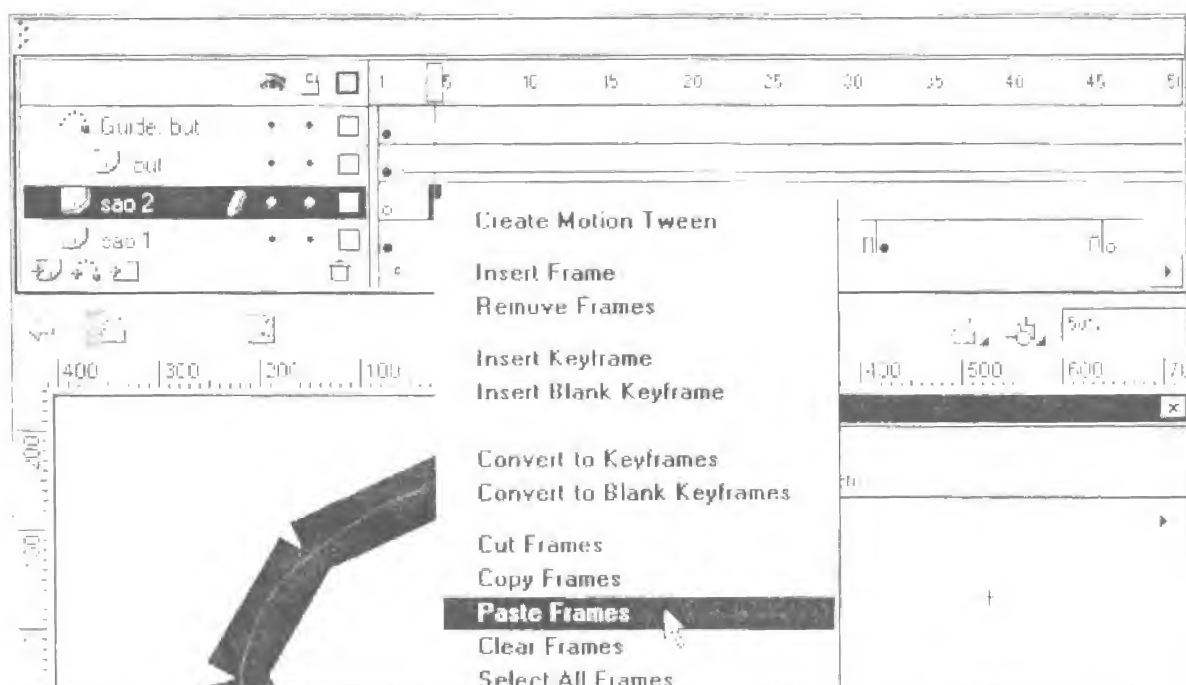 1 5 10 15 20 25 30 35 40 45 50
Guide: but
but
sao 2
sao 1
Create Motion Tween
Insert Frame
Remove Frames
Insert Keyframe
Insert Blank Keyframe
Convert to Keyframes
Convert to Blank Keyframes
Cut Frames
Copy Frames
Paste Frames
Clear Frames
Select All Frames
50%
400 300 200 100
400 500 600
200